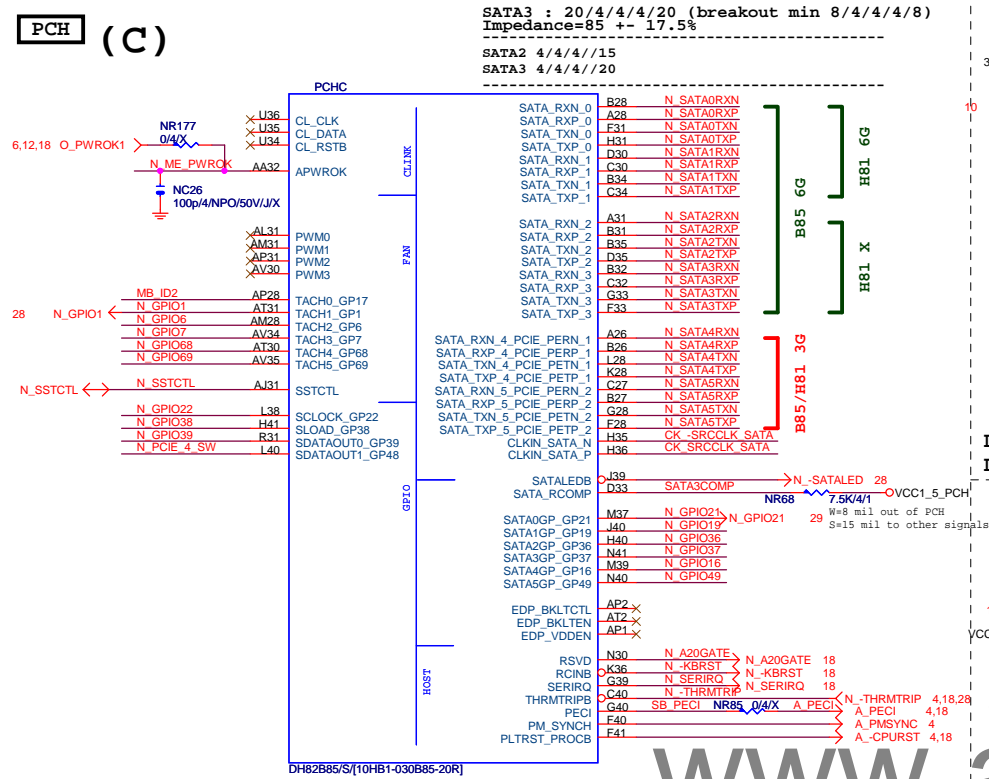 PCH (C)
SATA3 : 20/4/4/4/20 (breakout min 8/4/4/4/8)
Impedance=85 +- 17.5%
SATA2 4/4/4//15
SATA3 4/4/4//20
PCHC
6,12,18 O_PWROK1
NR177
0/4/X
N_ME_PWROK
NC26
100p/4/NPO/50V/J/X
U36 CL_CLK
U35 CL_DATA
U34 CL_RSTB
AA32 APWROK
CLINK
AL31 PWM0
AM31 PWM1
AP31 PWM2
AV30 PWM3
FAN
MB_ID2 AP28 TACH0_GP17
28 N_GPIO1 N_GPIO1 AT31 TACH1_GP1
N_GPIO6 AM28 TACH2_GP6
N_GPIO7 AV34 TACH3_GP7
N_GPIO68 AT30 TACH4_GP68
N_GPIO69 AV35 TACH5_GP69
N_SSTCTL N_SSTCTL AJ31 SSTCTL
N_GPIO22 L38 SCLOCK_GP22
N_GPIO38 H41 SLOAD_GP38
N_GPIO39 R31 SDATAOUT0_GP39
N_PCIE_4_SW L40 SDATAOUT1_GP48
GPIO
HOST
SATA_RXN_0 B28 N_SATA0RXN
SATA_RXP_0 A28 N_SATA0RXP
SATA_TXN_0 F31 N_SATA0TXN
SATA_TXP_0 H31 N_SATA0TXP
SATA_RXN_1 D30 N_SATA1RXN
SATA_RXP_1 C30 N_SATA1RXP
SATA_TXN_1 B34 N_SATA1TXN
SATA_TXP_1 C34 N_SATA1TXP
SATA_RXN_2 A31 N_SATA2RXN
SATA_RXP_2 B31 N_SATA2RXP
SATA_TXN_2 B35 N_SATA2TXN
SATA_TXP_2 D35 N_SATA2TXP
SATA_RXN_3 B32 N_SATA3RXN
SATA_RXP_3 C32 N_SATA3RXP
SATA_TXN_3 G33 N_SATA3TXN
SATA_TXP_3 F33 N_SATA3TXP
B85 6G
H81 6G
H81 X
SATA_RXN_4_PCIE_PERN_1 A26 N_SATA4RXN
SATA_RXP_4_PCIE_PERP_1 B26 N_SATA4RXP
SATA_TXN_4_PCIE_PETN_1 L28 N_SATA4TXN
SATA_TXP_4_PCIE_PETP_1 K28 N_SATA4TXP
SATA_RXN_5_PCIE_PERN_2 C27 N_SATA5RXN
SATA_RXP_5_PCIE_PERP_2 B27 N_SATA5RXP
SATA_TXN_5_PCIE_PETN_2 G28 N_SATA5TXN
SATA_TXP_5_PCIE_PETP_2 F28 N_SATA5TXP
B85/H81 3G
CLKIN_SATA_N H35 CK_-SRCCLK_SATA
CLKIN_SATA_P H36 CK_SRCCLK_SATA
SATALEDB J39 N_-SATALED 28
SATA_RCOMP D33 SATA3COMP NR68 7.5K/4/1 VCC1_5_PCH
W=8 mil out of PCH
S=15 mil to other signals
SATA0GP_GP21 M37 N_GPIO21 N_GPIO21 29
SATA1GP_GP19 J40 N_GPIO19
SATA2GP_GP36 H40 N_GPIO36
SATA3GP_GP37 N41 N_GPIO37
SATA4GP_GP16 M39 N_GPIO16
SATA5GP_GP49 N40 N_GPIO49
EDP_BKLTCTL AP2
EDP_BKLTEN AT2
EDP_VDDEN AP1
RSVD N30 N_A20GATE N_A20GATE 18
RCINB K36 N_-KBRST N_-KBRST 18
SERIRQ G39 N_SERIRQ N_SERIRQ 18
THRMTRIPB C40 N_-THRMTRIP N_-THRMTRIP 4,18,28
PECI G40 SB_PECI NR85 0/4/X A_PECI A_PECI 4,18
PM_SYNCH F40 A_PMSYNC 4
PLTRST_PROCB F41 A_-CPURST 4,18
DH82B85/S/[10HB1-030B85-20R]
10
3
VCC
www.